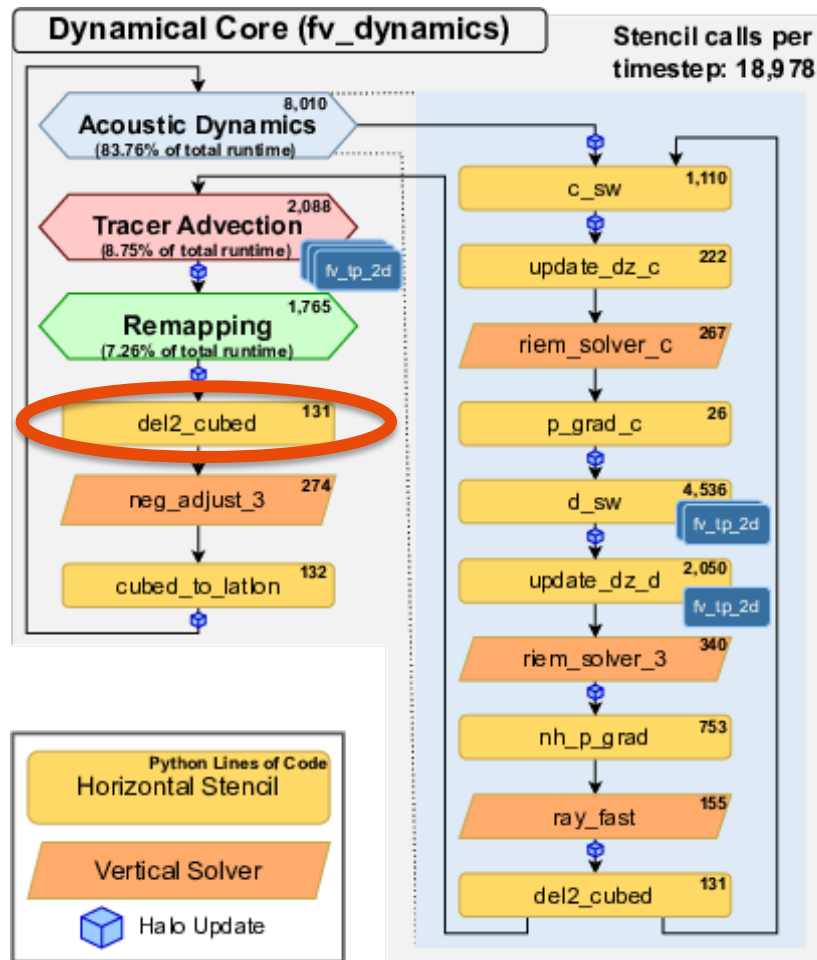 Dynamical Core (fv_dynamics)
Stencil calls per
timestep: 18,978
8,010
Acoustic Dynamics
(83.76% of total runtime)
2,088
Tracer Advection
(8.75% of total runtime)
fv_tp_2d
1,765
Remapping
(7.26% of total runtime)
131
del2_cubed
274
neg_adjust_3
132
cubed_to_latlon
1,110
c_sw
222
update_dz_c
267
riem_solver_c
26
p_grad_c
4,536
d_sw
fv_tp_2d
2,050
update_dz_d
fv_tp_2d
340
riem_solver_3
753
nh_p_grad
155
ray_fast
131
del2_cubed
Python Lines of Code
Horizontal Stencil
Vertical Solver
Halo Update